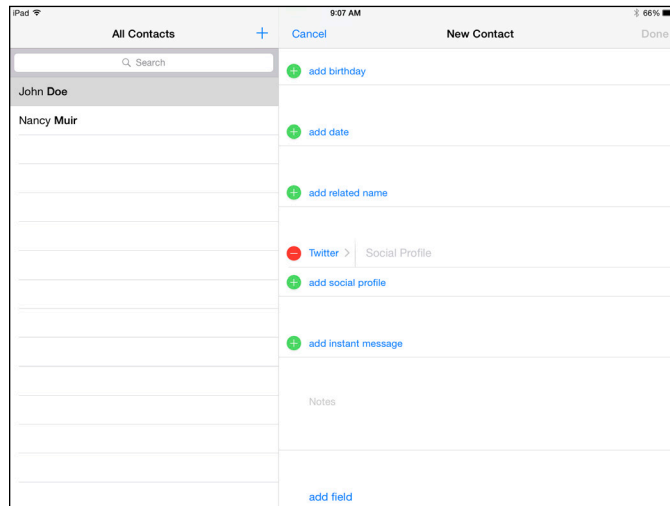 iPad 9:07 AM 66%
All Contacts + Cancel New Contact Done
Search
add birthday
John Doe
Nancy Muir
add date
add related name
Twitter > Social Profile
add social profile
add instant message
Notes
add field